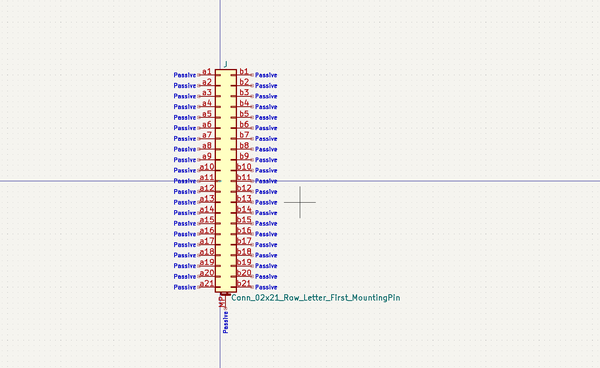 J
Passive a1 b1 Passive
Passive a2 b2 Passive
Passive a3 b3 Passive
Passive a4 b4 Passive
Passive a5 b5 Passive
Passive a6 b6 Passive
Passive a7 b7 Passive
Passive a8 b8 Passive
Passive a9 b9 Passive
Passive a10 b10 Passive
Passive a11 b11 Passive
Passive a12 b12 Passive
Passive a13 b13 Passive
Passive a14 b14 Passive
Passive a15 b15 Passive
Passive a16 b16 Passive
Passive a17 b17 Passive
Passive a18 b18 Passive
Passive a19 b19 Passive
Passive a20 b20 Passive
Passive a21 b21 Passive
MP Conn_02x21_Row_Letter_First_MountingPin
Passive